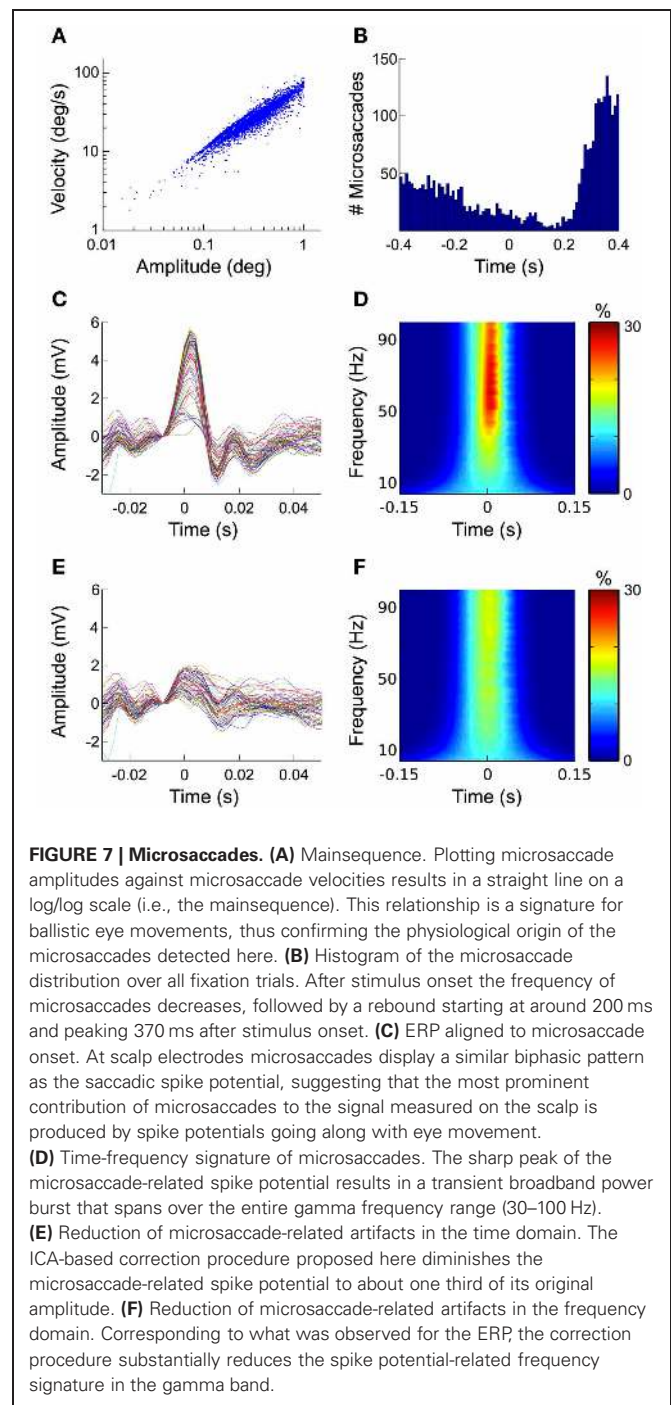 A
B
Velocity (deg/s)
100
10
1
0.01
0.1
1
Amplitude (deg)
# Microsaccades
150
100
50
-0.4
-0.2
0
0.2
0.4
Time (s)
C
D
Amplitude (mV)
6
4
2
0
-2
-0.02
0
0.02
0.04
Time (s)
Frequency (Hz)
90
50
10
-0.15
0
0.15
Time (s)
%
30
0
E
F
Amplitude (mV)
6
4
2
0
-2
-0.02
0
0.02
0.04
Time (s)
Frequency (Hz)
90
50
10
-0.15
0
0.15
Time (s)
%
30
0
FIGURE 7 | Microsaccades. (A) Mainsequence. Plotting microsaccade
amplitudes against microsaccade velocities results in a straight line on a
log/log scale (i.e., the mainsequence). This relationship is a signature for
ballistic eye movements, thus confirming the physiological origin of the
microsaccades detected here. (B) Histogram of the microsaccade
distribution over all fixation trials. After stimulus onset the frequency of
microsaccades decreases, followed by a rebound starting at around 200 ms
and peaking 370 ms after stimulus onset. (C) ERP aligned to microsaccade
onset. At scalp electrodes microsaccades display a similar biphasic pattern
as the saccadic spike potential, suggesting that the most prominent
contribution of microsaccades to the signal measured on the scalp is
produced by spike potentials going along with eye movement.
(D) Time-frequency signature of microsaccades. The sharp peak of the
microsaccade-related spike potential results in a transient broadband power
burst that spans over the entire gamma frequency range (30–100 Hz).
(E) Reduction of microsaccade-related artifacts in the time domain. The
ICA-based correction procedure proposed here diminishes the
microsaccade-related spike potential to about one third of its original
amplitude. (F) Reduction of microsaccade-related artifacts in the frequency
domain. Corresponding to what was observed for the ERP, the correction
procedure substantially reduces the spike potential-related frequency
signature in the gamma band.